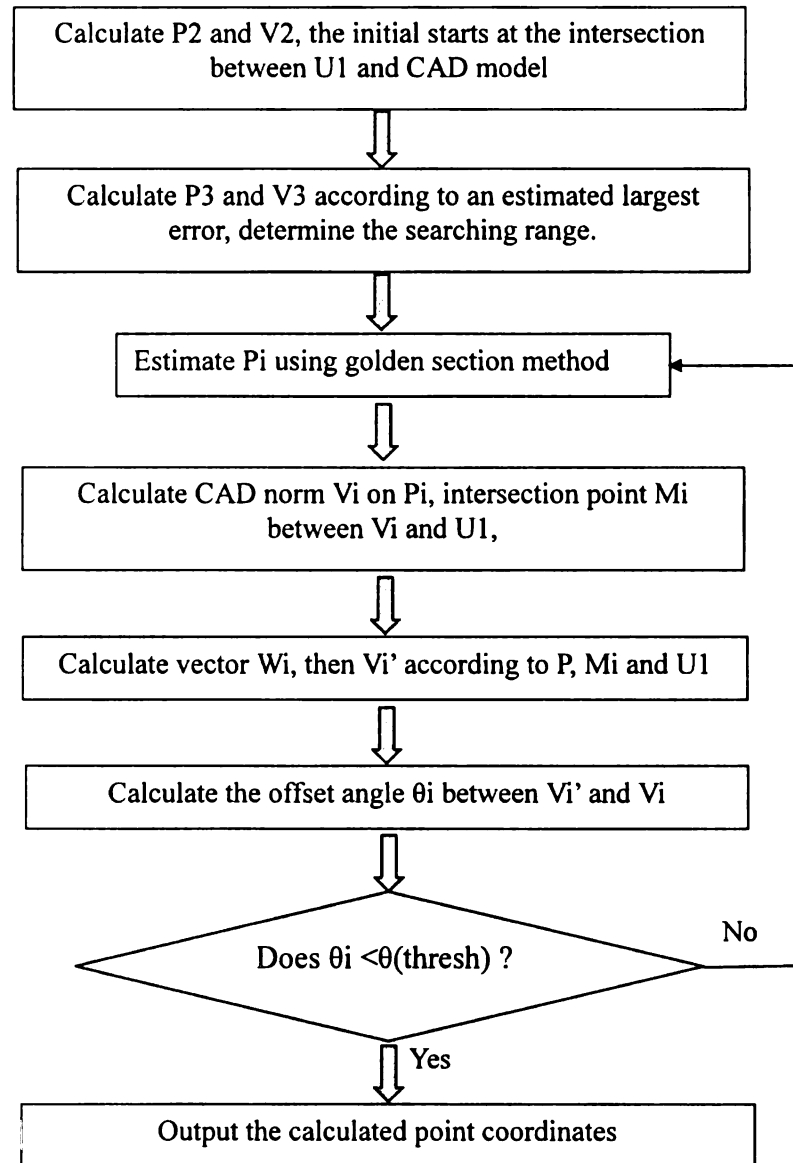 Calculate P2 and V2, the initial starts at the intersection
between U1 and CAD model
Calculate P3 and V3 according to an estimated largest
error, determine the searching range.
Estimate Pi using golden section method
Calculate CAD norm Vi on Pi, intersection point Mi
between Vi and U1,
Calculate vector Wi, then Vi’ according to P, Mi and U1
Calculate the offset angle θi between Vi’ and Vi
Does θi <θ(thresh) ?
No
Yes
Output the calculated point coordinates